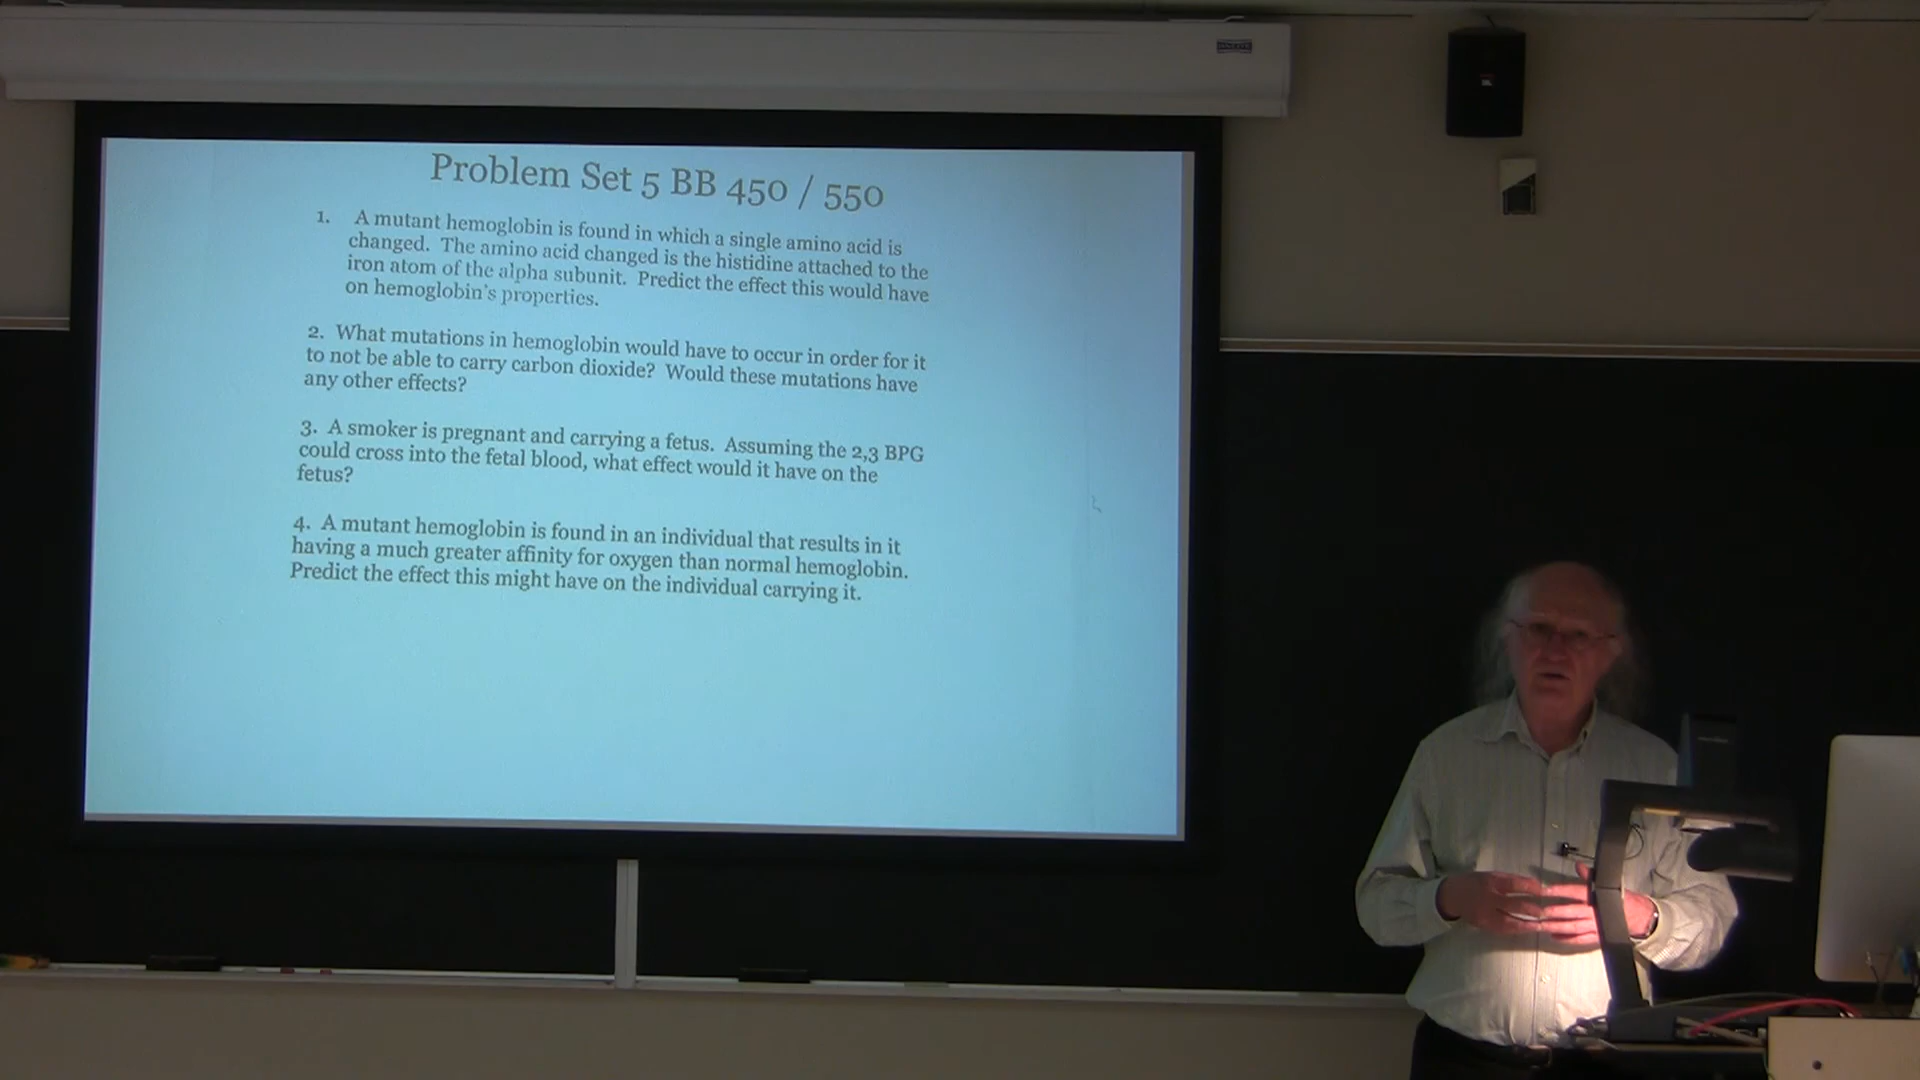 Problem Set 5 BB 450 / 550
1. A mutant hemoglobin is found in which a single amino acid is
changed. The amino acid changed is the histidine attached to the
iron atom of the alpha subunit. Predict the effect this would have
on hemoglobin's properties.
2. What mutations in hemoglobin would have to occur in order for it
to not be able to carry carbon dioxide? Would these mutations have
any other effects?
3. A smoker is pregnant and carrying a fetus. Assuming the 2,3 BPG
could cross into the fetal blood, what effect would it have on the
fetus?
4. A mutant hemoglobin is found in an individual that results in it
having a much greater affinity for oxygen than normal hemoglobin.
Predict the effect this might have on the individual carrying it.